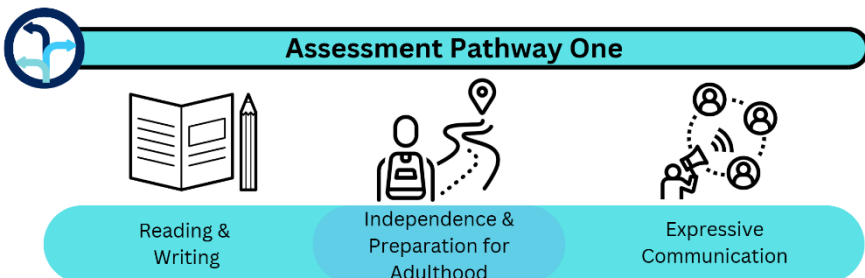 Assessment Pathway One
Reading &
Writing
Independence &
Preparation for
Adulthood
Expressive
Communication